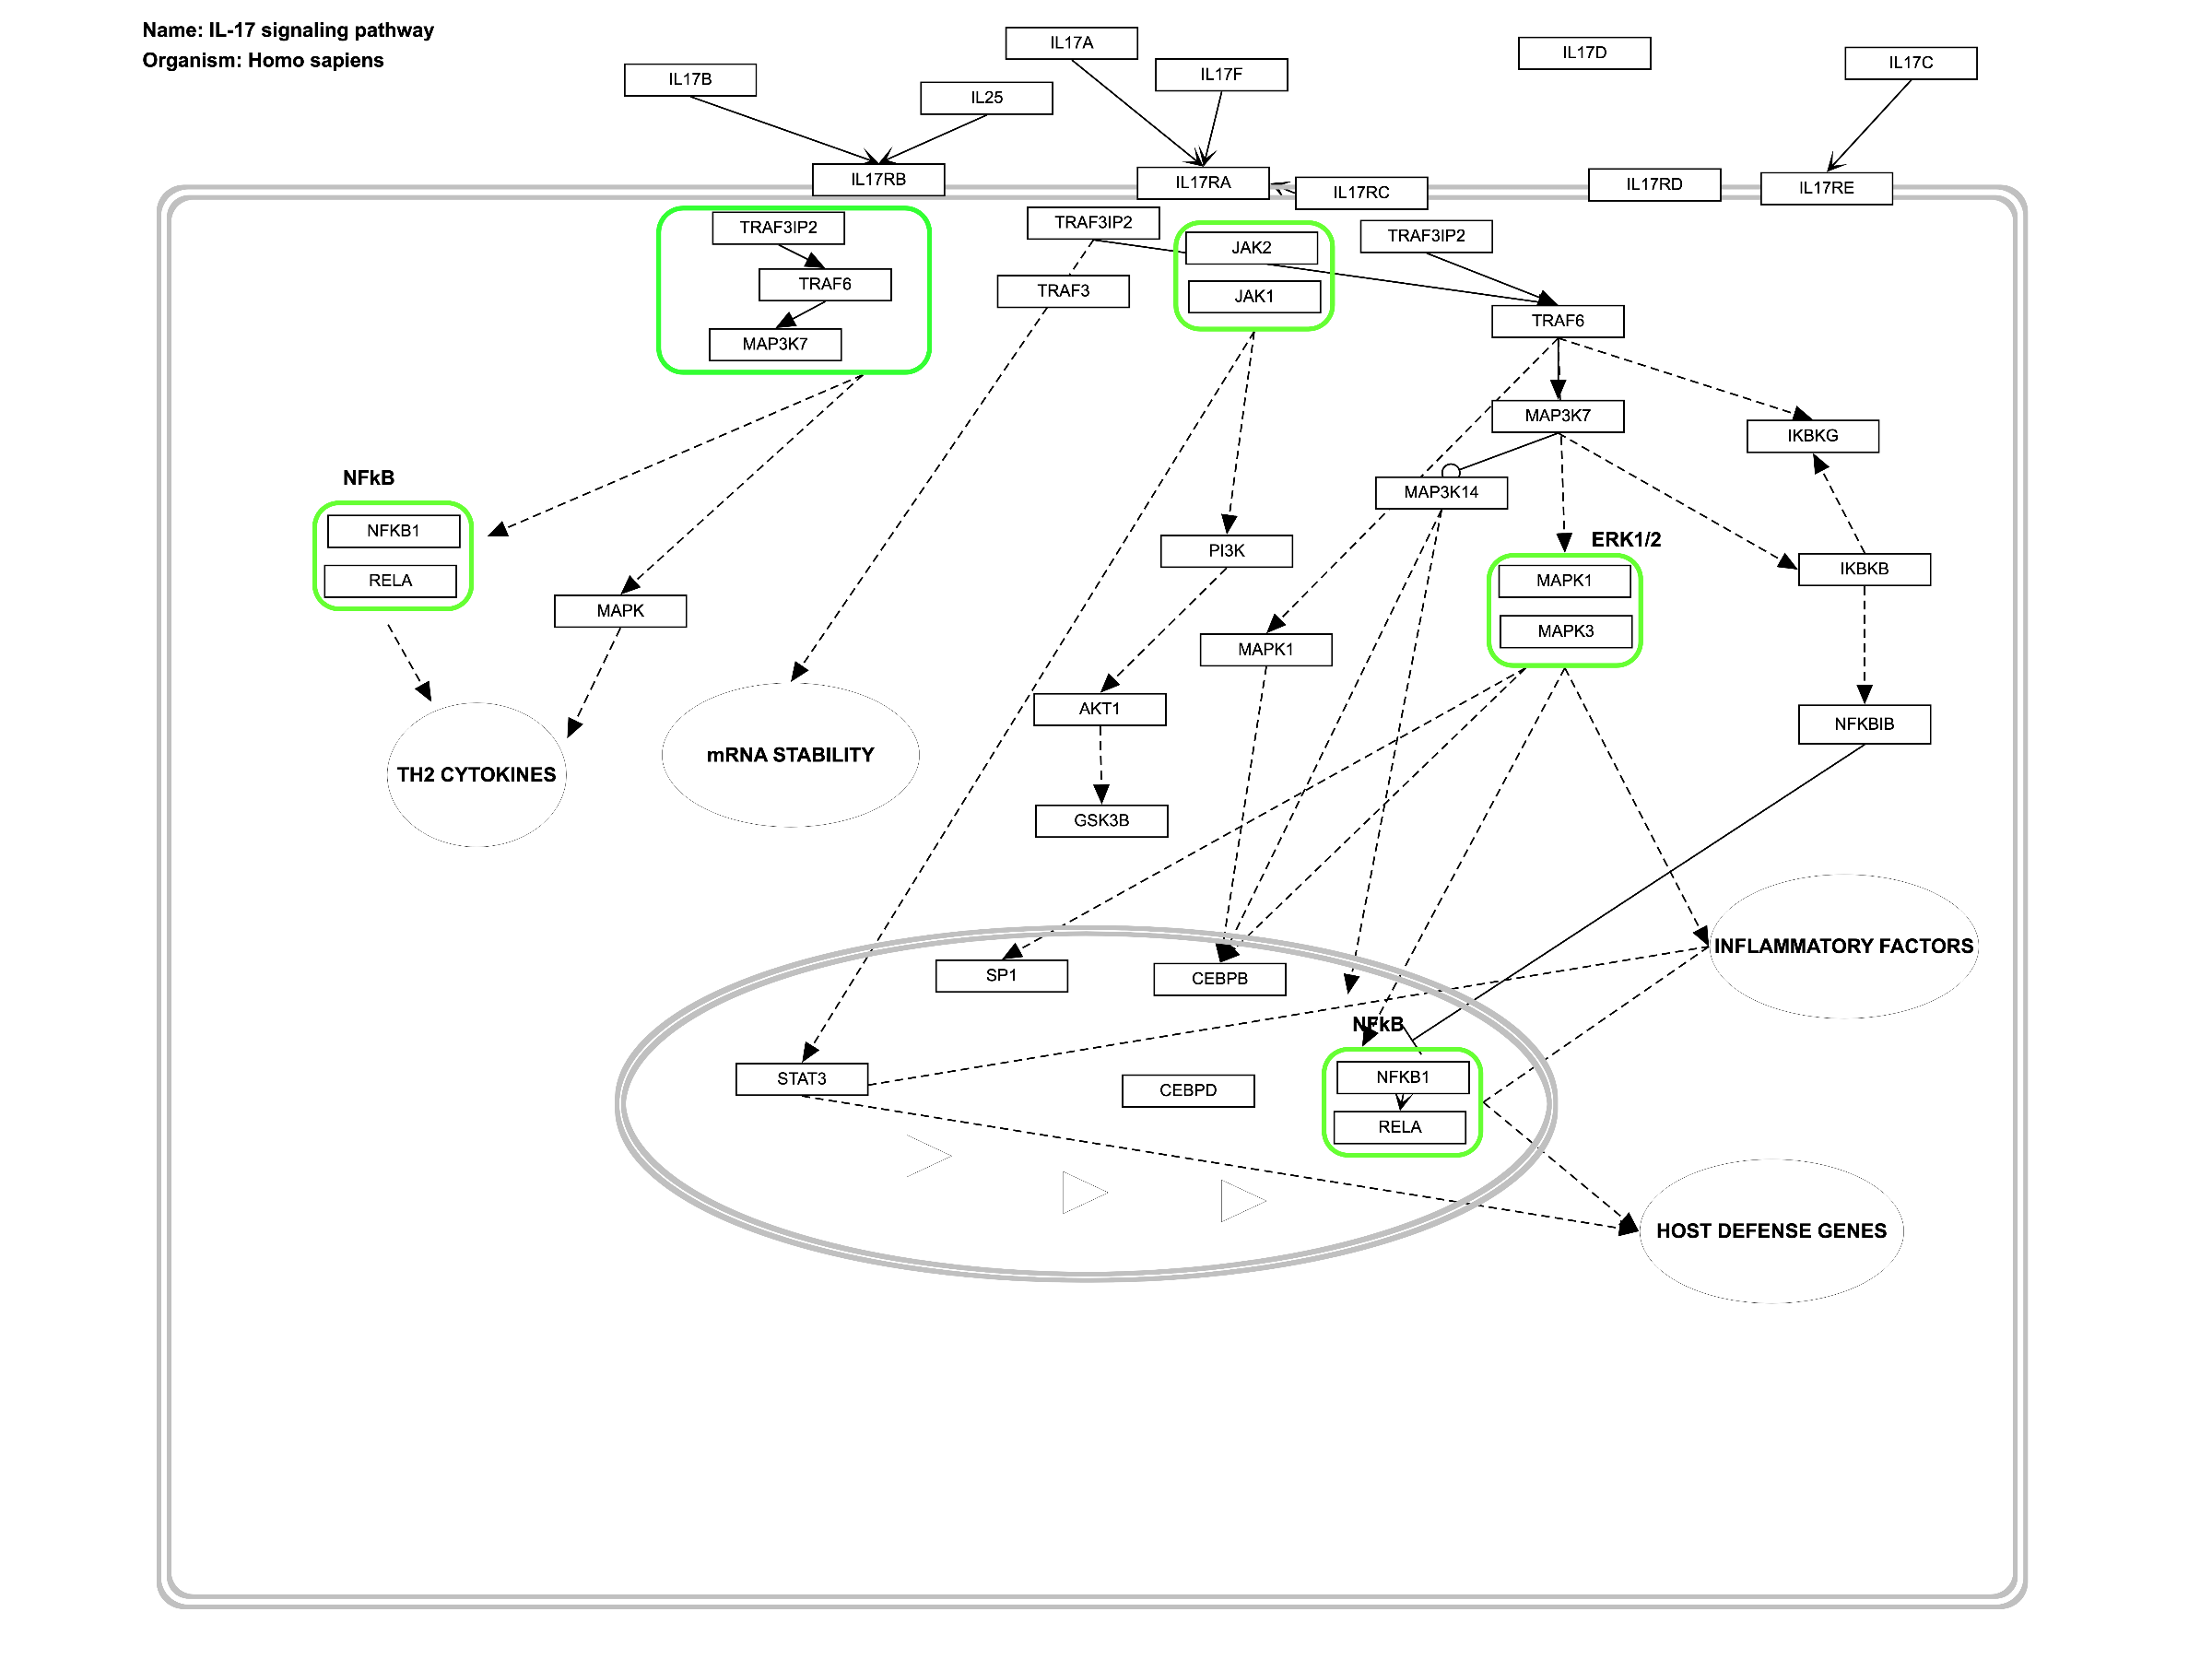 Name: IL-17 signaling pathway
Organism: Homo sapiens
IL17A
IL17D
IL17C
IL17F
IL17B
IL25
IL17RB
IL17RA
IL17RC
IL17RD
IL17RE
TRAF3IP2
TRAF3IP2
TRAF3IP2
JAK2
JAK1
TRAF6
TRAF3
TRAF6
MAP3K7
MAP3K7
IKBKG
NFkB
MAP3K14
NFKB1
RELA
PI3K
ERK1/2
MAPK1
MAPK3
IKBKB
MAPK
MAPK1
AKT1
NFKBIB
TH2 CYTOKINES
mRNA STABILITY
GSK3B
INFLAMMATORY FACTORS
SP1
CEBPB
NFkB
STAT3
CEBPD
NFKB1
RELA
HOST DEFENSE GENES